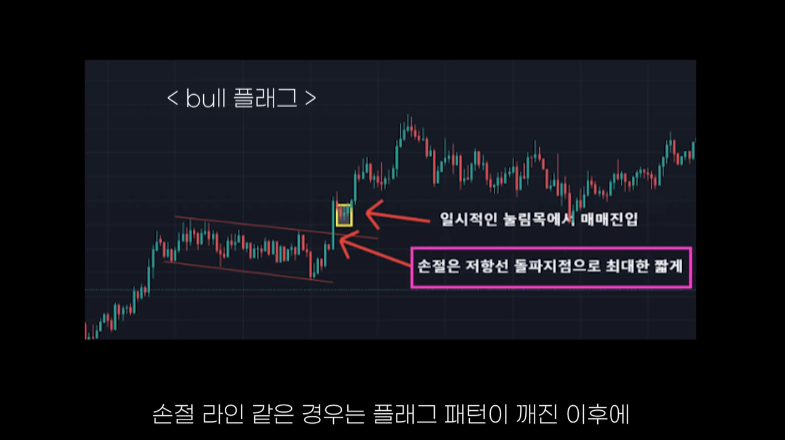 < bull 플래그 >
일시적인 눌림목에서 매매진입
손절은 저항선 돌파지점으로 최대한 짧게
손절 라인 같은 경우는 플래그 패턴이 깨진 이후에